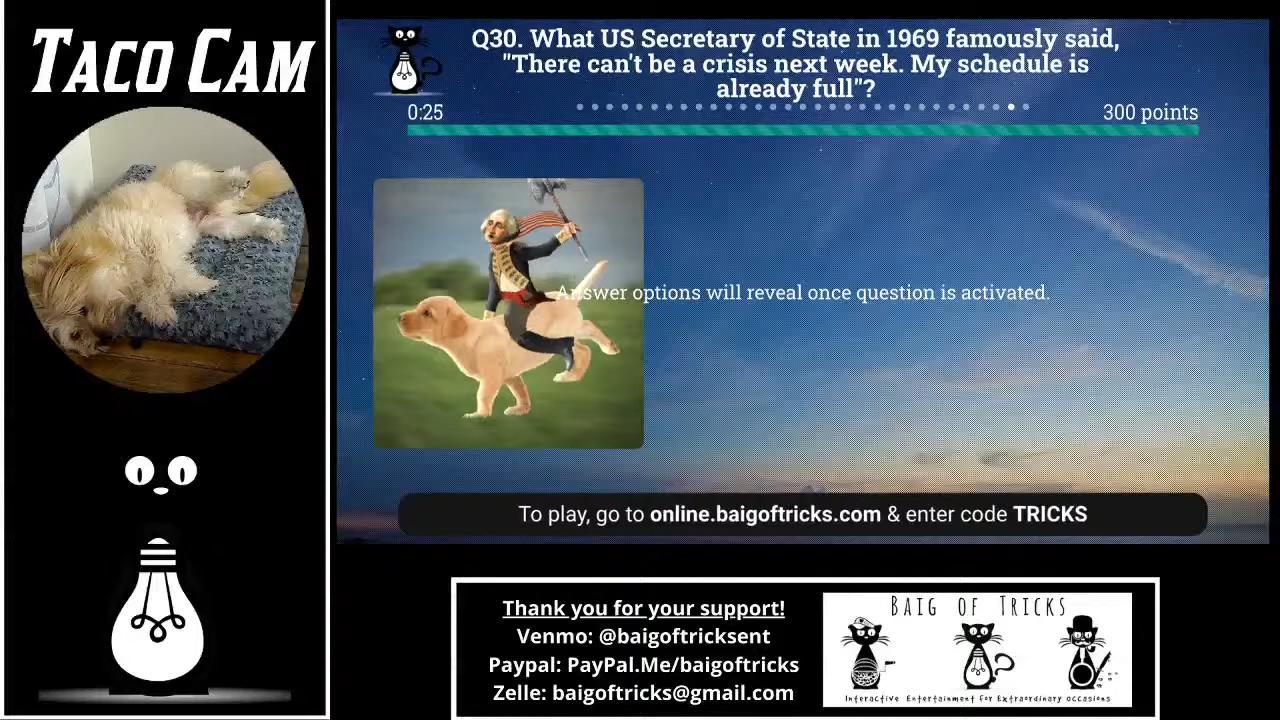 TACO CAM
Q30. What US Secretary of State in 1969 famously said,
"There can't be a crisis next week. My schedule is
already full"?
0:25
300 points
Answer options will reveal once question is activated.
To play, go to online.baigoftricks.com & enter code TRICKS
Thank you for your support!
Venmo: @baigoftricksent
Paypal: PayPal.Me/baigoftricks
Zelle: baigoftricks@gmail.com
BAIG OF TRICKS
Interactive Entertainment for Extraordinary occasions